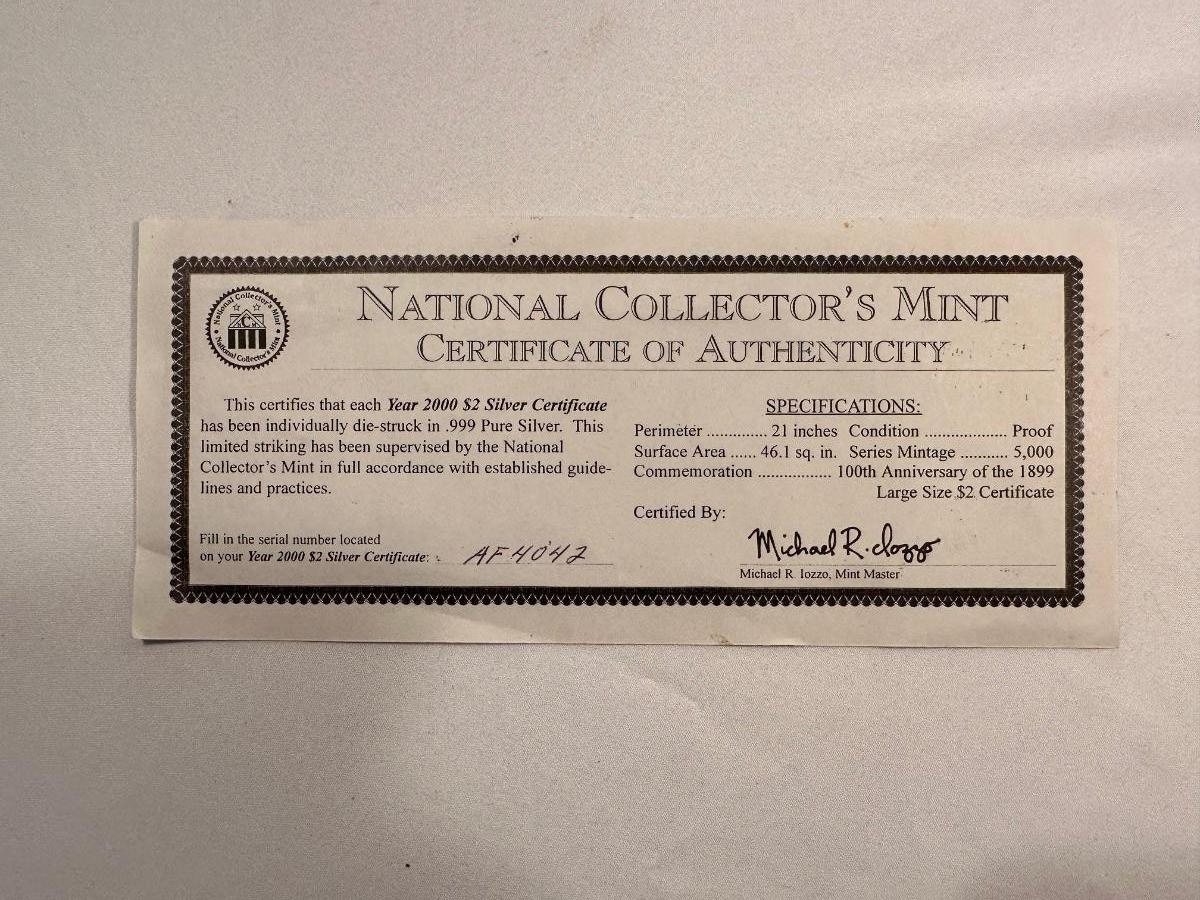 National Collector's Mint
C
National Collector's Mint
NATIONAL COLLECTOR'S MINT
CERTIFICATE OF AUTHENTICITY
This certifies that each Year 2000 $2 Silver Certificate
has been individually die-struck in .999 Pure Silver. This
limited striking has been supervised by the National
Collector's Mint in full accordance with established guide-
lines and practices.
Fill in the serial number located
on your Year 2000 $2 Silver Certificate: AF4042
SPECIFICATIONS:
Perimeter ............. 21 inches Condition ................... Proof
Surface Area ...... 46.1 sq. in. Series Mintage ........... 5,000
Commemoration ................. 100th Anniversary of the 1899
Large Size $2 Certificate
Certified By:
Michael R. Iozzo
Michael R. Iozzo, Mint Master